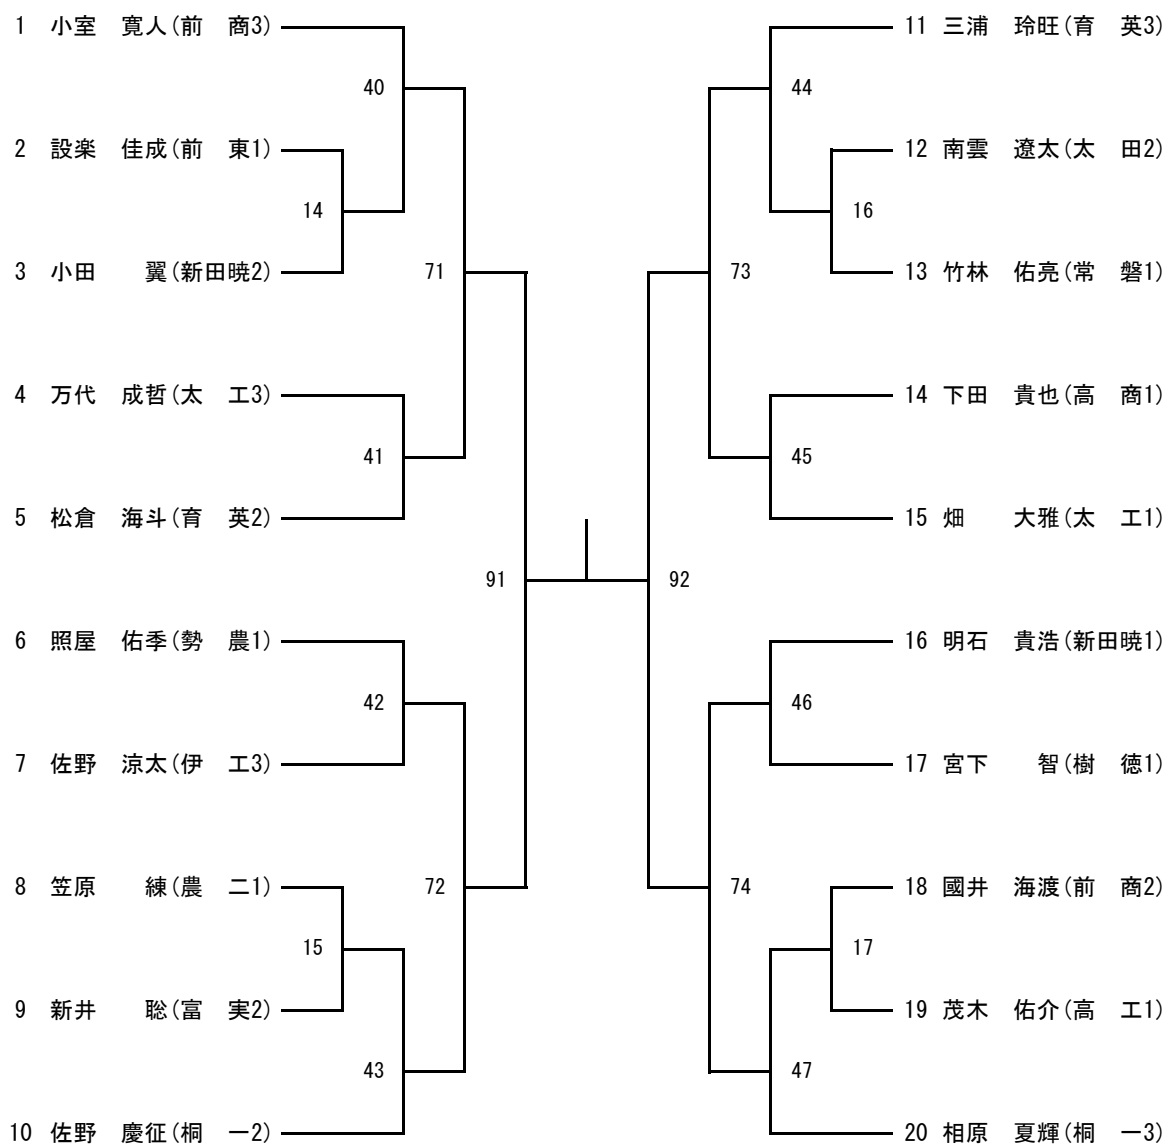 1 小室　寛人(前　商3)
40
2 設楽　佳成(前　東1)
14
3 小田　　翼(新田暁2)
71
4 万代　成哲(太　工3)
41
5 松倉　海斗(育　英2)
91
6 照屋　佑季(勢　農1)
42
7 佐野　涼太(伊　工3)
8 笠原　　練(農　二1)
72
15
9 新井　　聡(富　実2)
43
10 佐野　慶征(桐　一2)
11 三浦　玲旺(育　英3)
44
12 南雲　遼太(太　田2)
16
13 竹林　佑亮(常　磐1)
73
14 下田　貴也(高　商1)
45
15 畑　　大雅(太　工1)
92
16 明石　貴浩(新田暁1)
46
17 宮下　　智(樹　徳1)
18 國井　海渡(前　商2)
74
17
19 茂木　佑介(高　工1)
47
20 相原　夏輝(桐　一3)